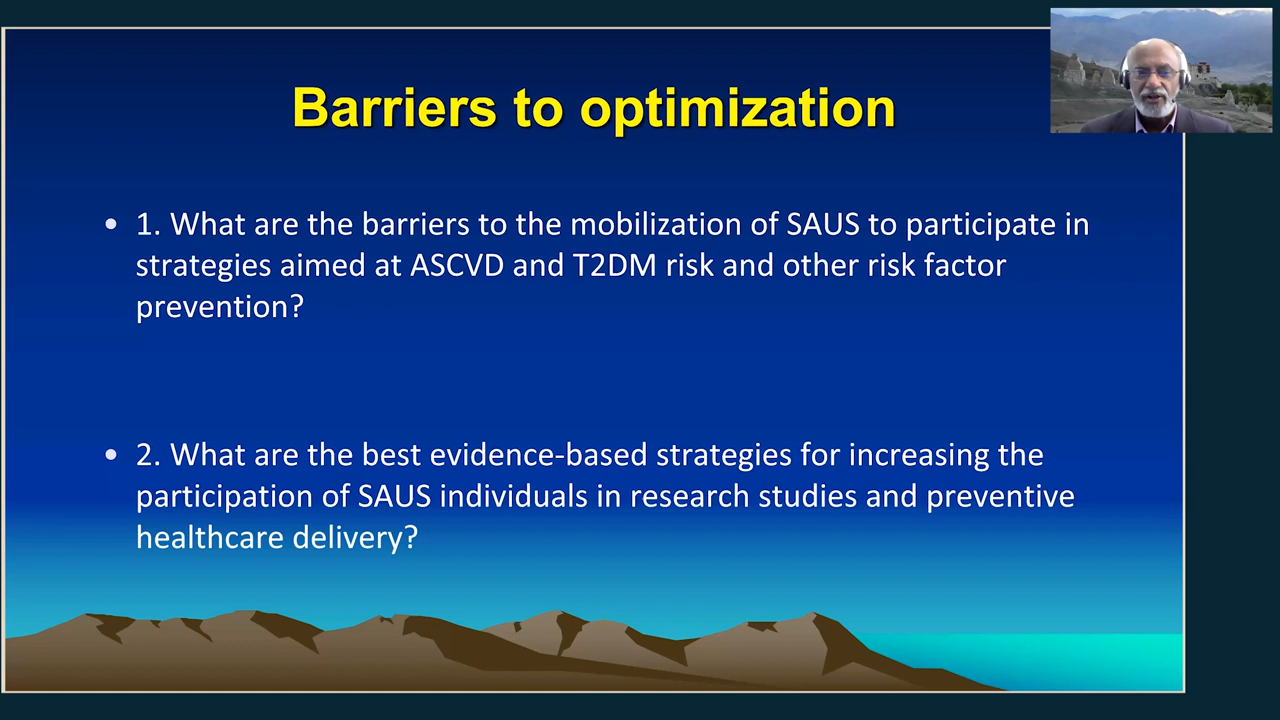 Barriers to optimization
• 1. What are the barriers to the mobilization of SAUS to participate in
strategies aimed at ASCVD and T2DM risk and other risk factor
prevention?
• 2. What are the best evidence-based strategies for increasing the
participation of SAUS individuals in research studies and preventive
healthcare delivery?